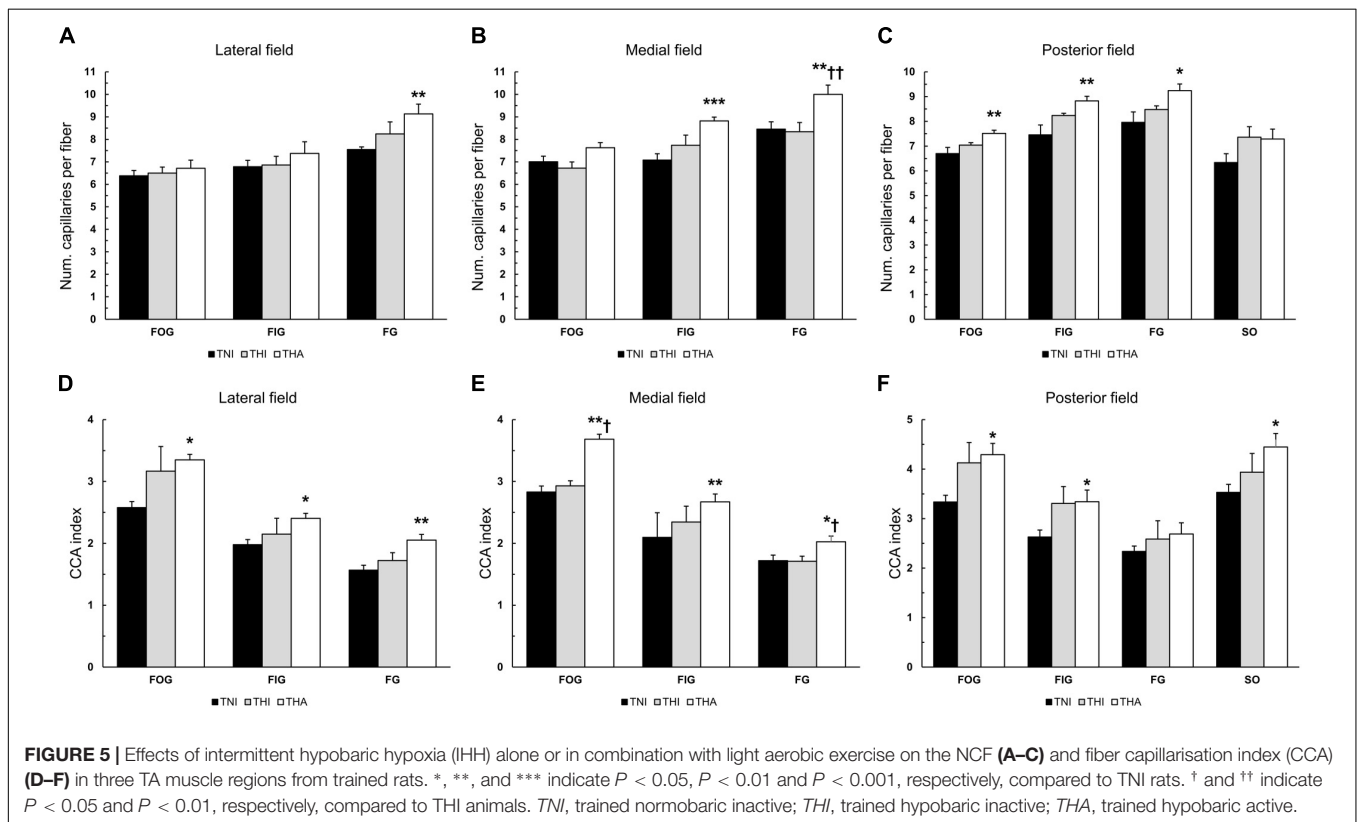 A
Lateral field
Num. capillaries per fiber
11
10
9
8
7
6
5
4
3
2
1
0
**
FOG
FIG
FG
TNI THI THA
B
Medial field
Num. capillaries per fiber
11
10
9
8
7
6
5
4
3
2
1
0
***
**††
FOG
FIG
FG
TNI THI THA
C
Posterior field
Num. capillaries per fiber
10
9
8
7
6
5
4
3
2
1
0
**
**
*
FOG
FIG
FG
SO
TNI THI THA
D
Lateral field
CCA index
4
3
2
1
0
*
*
**
FOG
FIG
FG
TNI THI THA
E
Medial field
CCA index
4
3
2
1
0
**†
**
*†
FOG
FIG
FG
TNI THI THA
F
Posterior field
CCA index
5
4
3
2
1
0
*
*
*
FOG
FIG
FG
SO
TNI THI THA
FIGURE 5 | Effects of intermittent hypobaric hypoxia (IHH) alone or in combination with light aerobic exercise on the NCF (A–C) and fiber capillarisation index (CCA)
(D–F) in three TA muscle regions from trained rats. *, **, and *** indicate P < 0.05, P < 0.01 and P < 0.001, respectively, compared to TNI rats. † and †† indicate
P < 0.05 and P < 0.01, respectively, compared to THI animals. TNI, trained normobaric inactive; THI, trained hypobaric inactive; THA, trained hypobaric active.